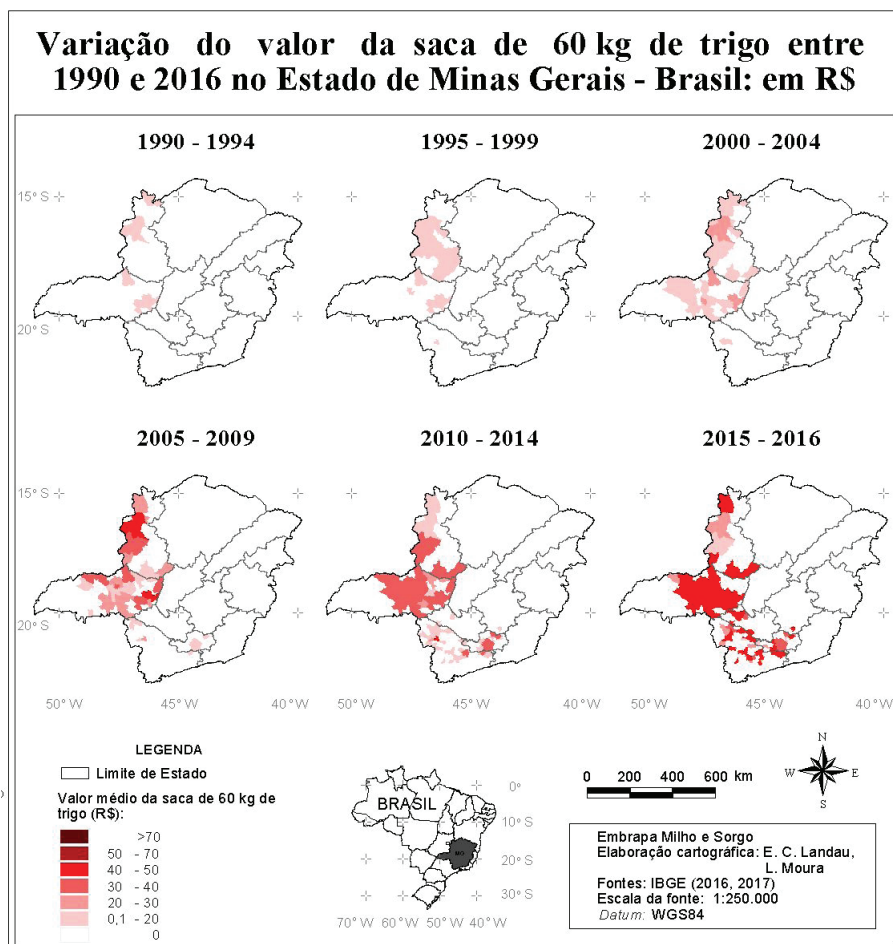 Variação do valor da saca de 60 kg de trigo entre
1990 e 2016 no Estado de Minas Gerais - Brasil: em R$
1990 - 1994
1995 - 1999
2000 - 2004
15° S
20° S
2005 - 2009
2010 - 2014
2015 - 2016
15° S
20° S
50° W
45° W
40° W
50° W
45° W
40° W
50° W
45° W
40° W
LEGENDA
Limite de Estado
Valor médio da saca de 60 kg de
trigo (R$):
>70
50 - 70
40 - 50
30 - 40
20 - 30
0,1 - 20
0
BRASIL
MG
0°
10° S
20° S
30° S
70° W
60° W
50° W
40° W
0 200 400 600 km
N
W
E
S
Embrapa Milho e Sorgo
Elaboração cartográfica: E. C. Landau,
L. Moura
Fontes: IBGE (2016, 2017)
Escala da fonte: 1:250.000
Datum: WGS84